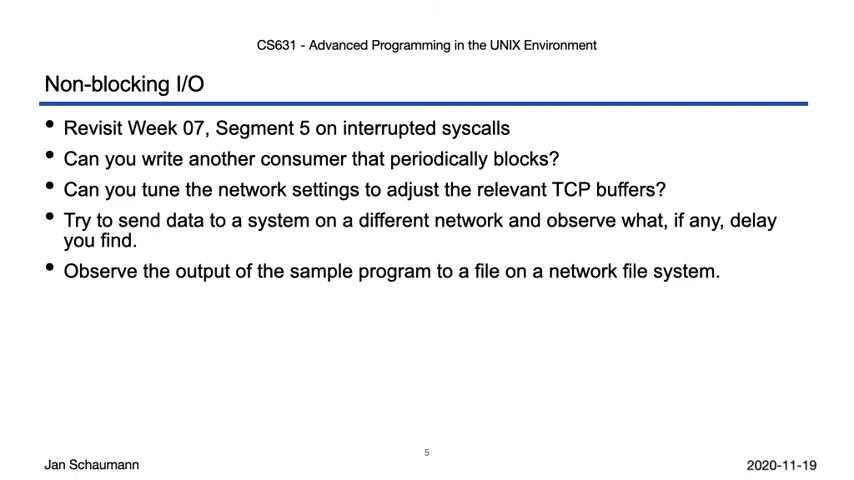 CS631 - Advanced Programming in the UNIX Environment
Non-blocking I/O
• Revisit Week 07, Segment 5 on interrupted syscalls
• Can you write another consumer that periodically blocks?
• Can you tune the network settings to adjust the relevant TCP buffers?
• Try to send data to a system on a different network and observe what, if any, delay
you find.
• Observe the output of the sample program to a file on a network file system.
5
Jan Schaumann
2020-11-19